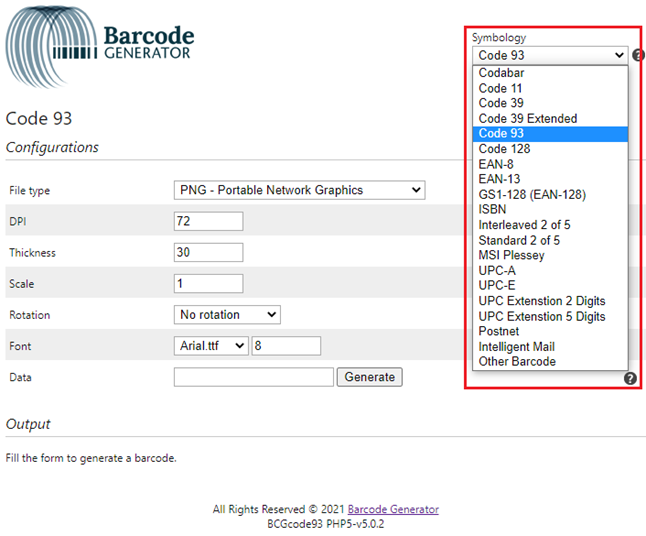 Barcode
GENERATOR
Symbology
Code 93
?
Codabar
Code 11
Code 39
Code 39 Extended
Code 93
Code 128
EAN-8
EAN-13
GS1-128 (EAN-128)
ISBN
Interleaved 2 of 5
Standard 2 of 5
MSI Plessey
UPC-A
UPC-E
UPC Extenstion 2 Digits
UPC Extenstion 5 Digits
Postnet
Intelligent Mail
Other Barcode
Code 93
Configurations
File type PNG - Portable Network Graphics
DPI 72
Thickness 30
Scale 1
Rotation No rotation
Font Arial.ttf 8
Data Generate ?
Output
Fill the form to generate a barcode.
All Rights Reserved © 2021 Barcode Generator
BCGcode93 PHP5-v5.0.2